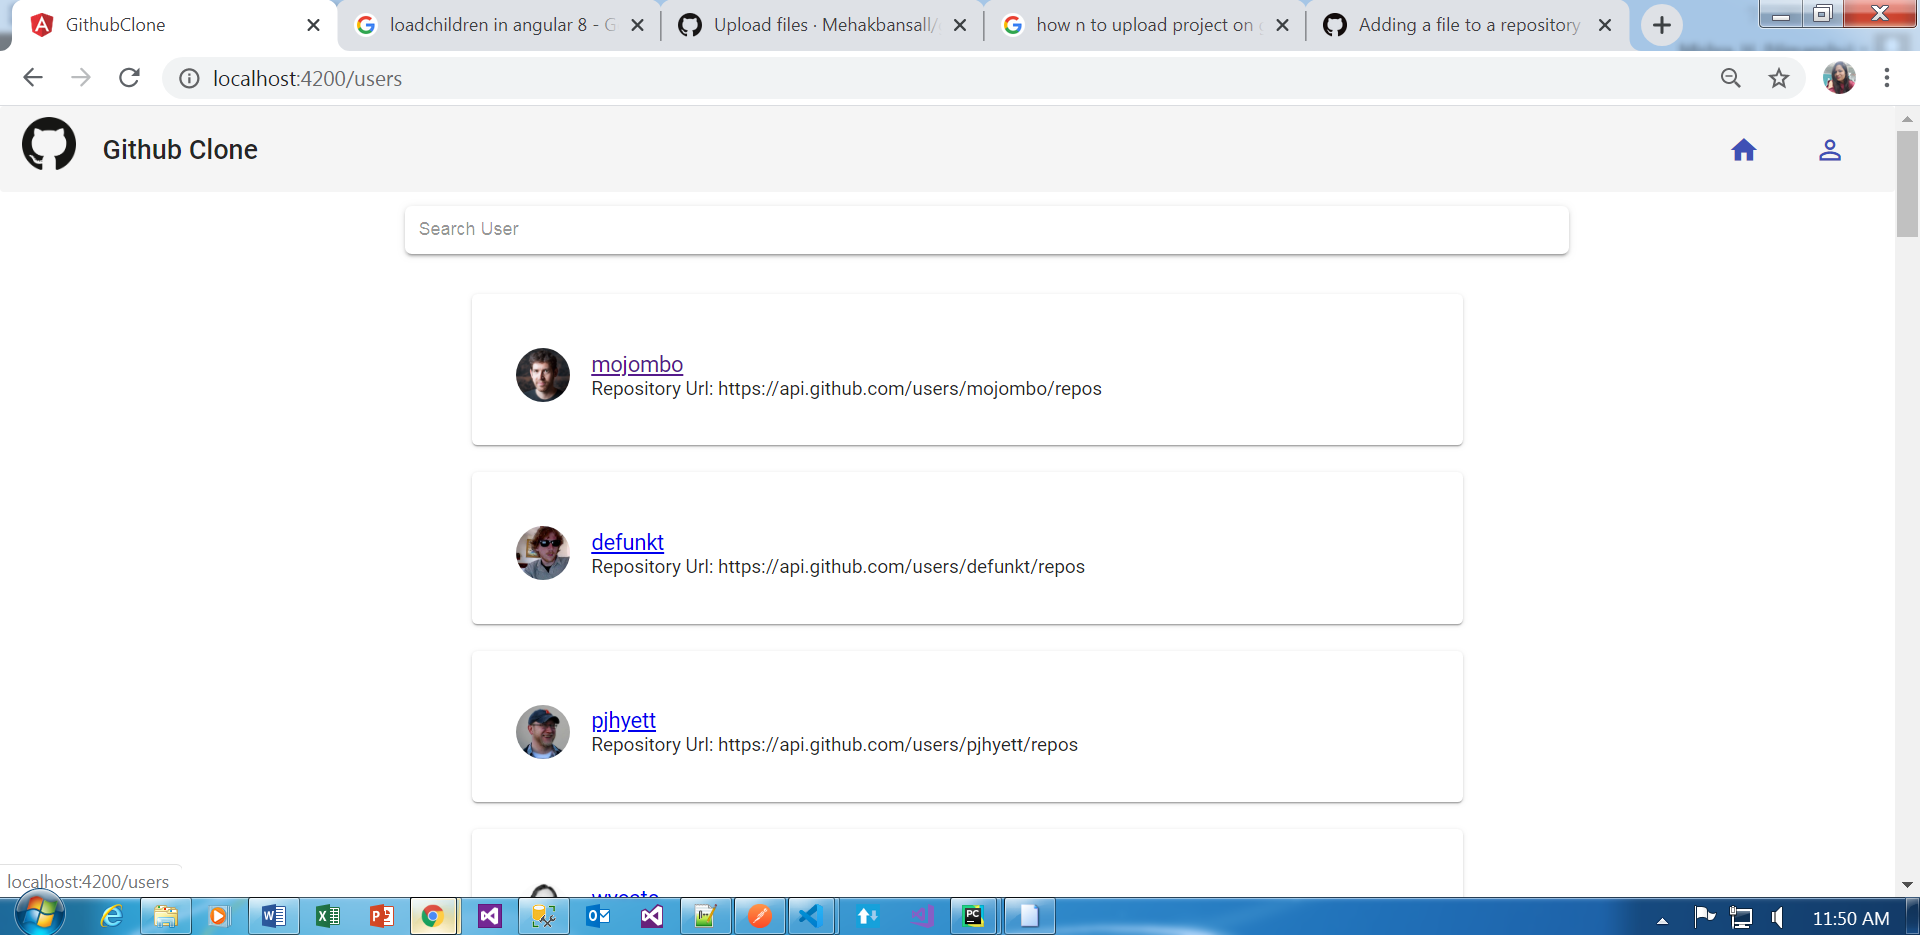 GithubClone
loadchildren in angular 8 - G
Upload files · Mehakbansall/
how n to upload project on g
Adding a file to a repository
localhost:4200/users
Github Clone
Search User
mojombo
Repository Url: https://api.github.com/users/mojombo/repos
defunkt
Repository Url: https://api.github.com/users/defunkt/repos
pjhyett
Repository Url: https://api.github.com/users/pjhyett/repos
localhost:4200/users
11:50 AM